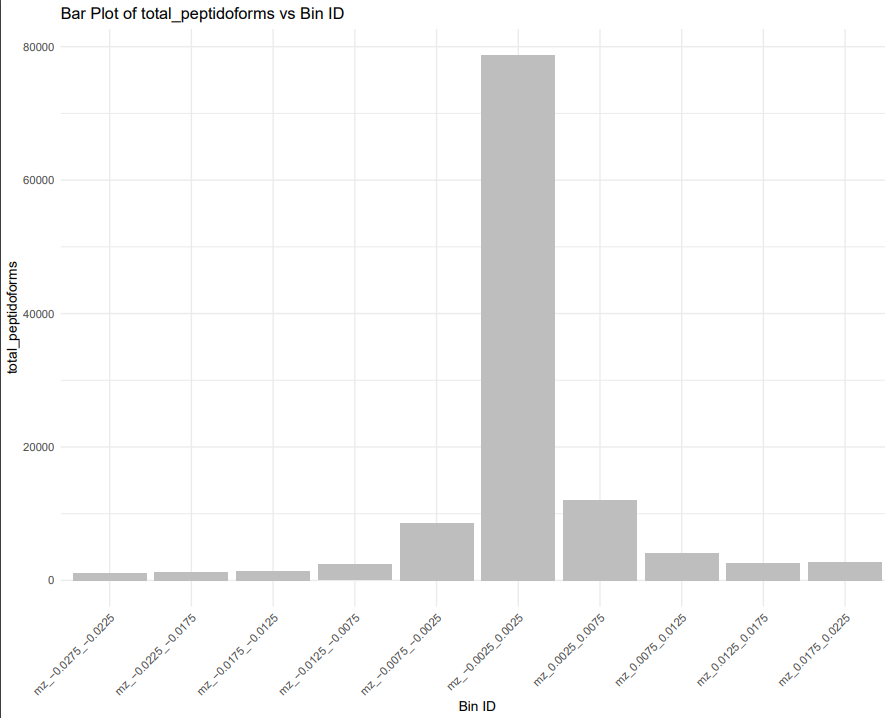 Bar Plot of total_peptidoforms vs Bin ID
80000
60000
40000
20000
0
total_peptidoforms
mz_−0.0275_−0.0225
mz_−0.0225_−0.0175
mz_−0.0175_−0.0125
mz_−0.0125_−0.0075
mz_−0.0075_−0.0025
mz_−0.0025_0.0025
mz_0.0025_0.0075
mz_0.0075_0.0125
mz_0.0125_0.0175
mz_0.0175_0.0225
Bin ID